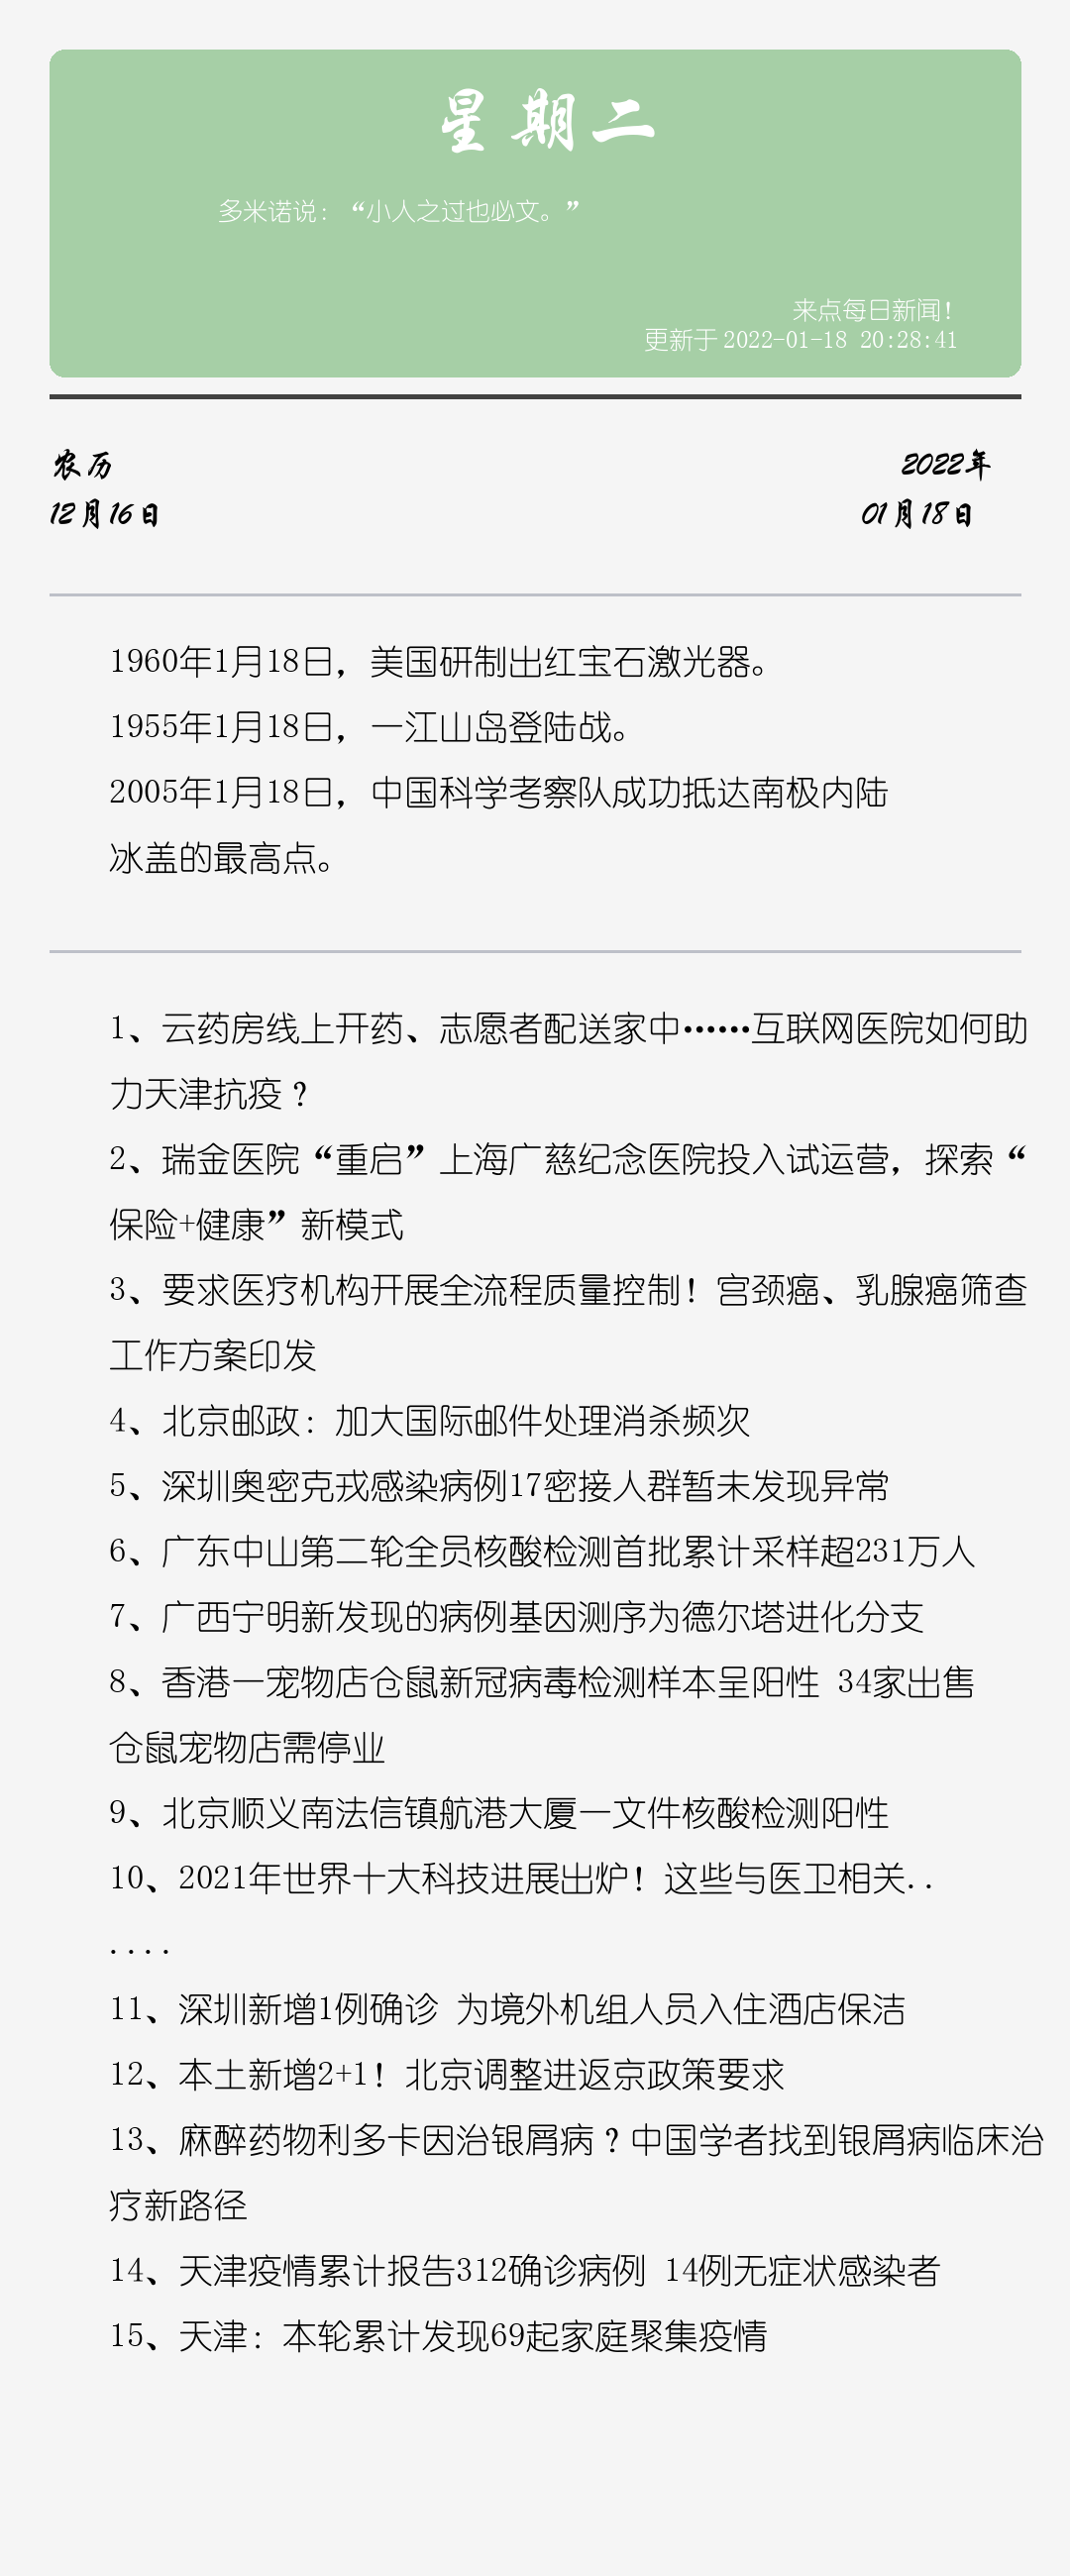 星期二
多米诺说：“小人之过也必文。”
来点每日新闻！
更新于 2022-01-18 20:28:41
农历
2022年
12月16日
01月18日
1960年1月18日，美国研制出红宝石激光器。
1955年1月18日，一江山岛登陆战。
2005年1月18日，中国科学考察队成功抵达南极内陆
冰盖的最高点。
1、云药房线上开药、志愿者配送家中……互联网医院如何助
力天津抗疫？
2、瑞金医院“重启”上海广慈纪念医院投入试运营，探索“
保险+健康”新模式
3、要求医疗机构开展全流程质量控制！宫颈癌、乳腺癌筛查
工作方案印发
4、北京邮政：加大国际邮件处理消杀频次
5、深圳奥密克戎感染病例17密接人群暂未发现异常
6、广东中山第二轮全员核酸检测首批累计采样超231万人
7、广西宁明新发现的病例基因测序为德尔塔进化分支
8、香港一宠物店仓鼠新冠病毒检测样本呈阳性 34家出售
仓鼠宠物店需停业
9、北京顺义南法信镇航港大厦一文件核酸检测阳性
10、2021年世界十大科技进展出炉！这些与医卫相关..
....
11、深圳新增1例确诊 为境外机组人员入住酒店保洁
12、本土新增2+1！北京调整进返京政策要求
13、麻醉药物利多卡因治银屑病？中国学者找到银屑病临床治
疗新路径
14、天津疫情累计报告312确诊病例 14例无症状感染者
15、天津：本轮累计发现69起家庭聚集疫情